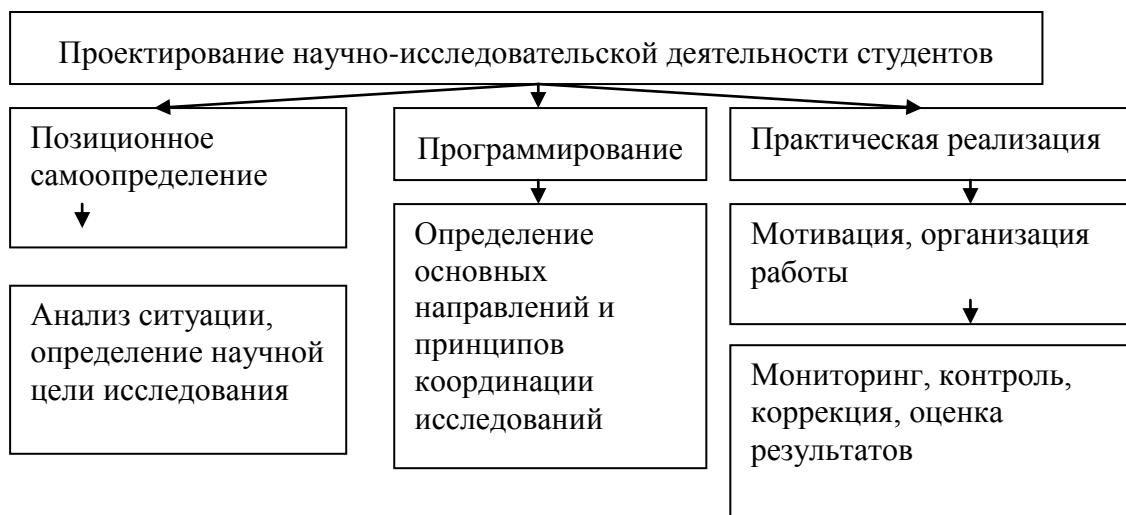 Проектирование научно-исследовательской деятельности студентов
Позиционное
самоопределение
Анализ ситуации,
определение научной
цели исследования
Программирование
Определение
основных
направлений и
принципов
координации
исследований
Практическая реализация
Мотивация, организация
работы
Мониторинг, контроль,
коррекция, оценка
результатов